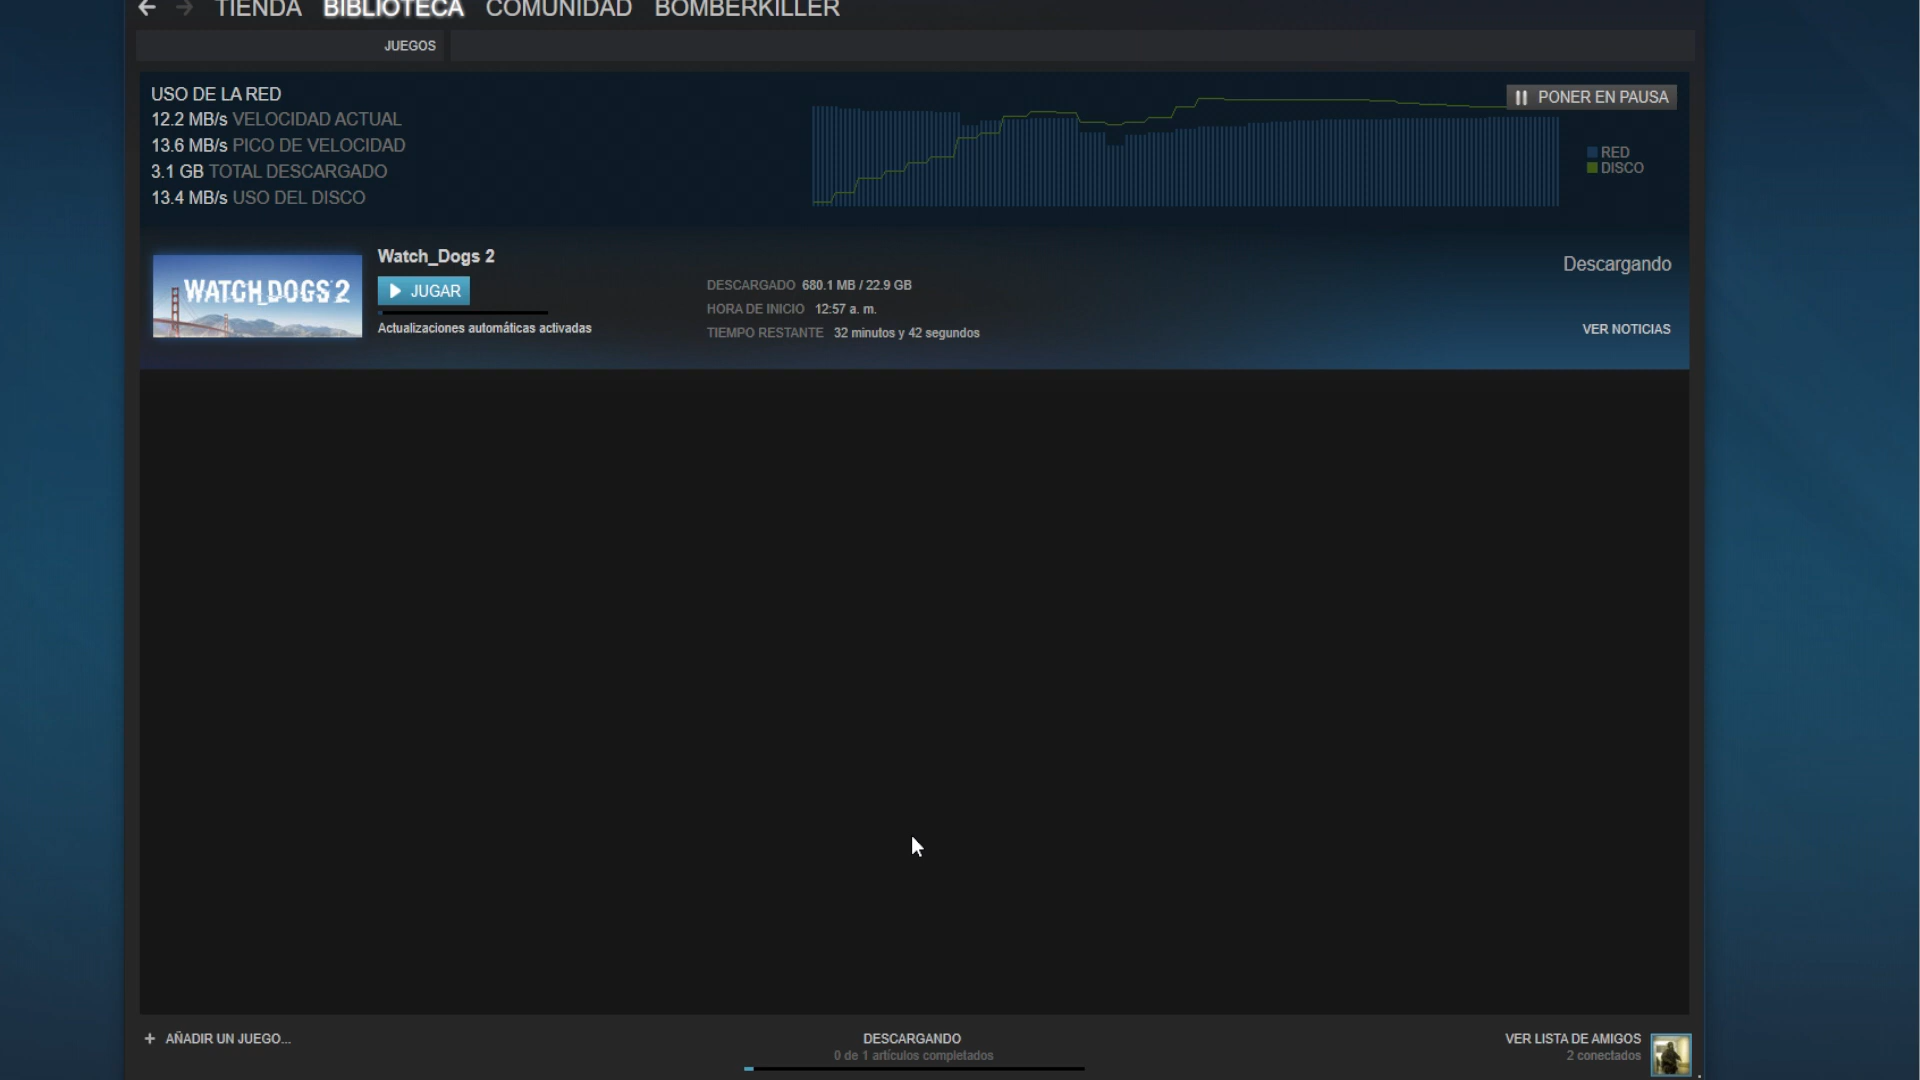 TIENDA BIBLIOTECA COMUNIDAD BOMBERKILLER
JUEGOS
USO DE LA RED
12.2 MB/s VELOCIDAD ACTUAL
13.6 MB/s PICO DE VELOCIDAD
3.1 GB TOTAL DESCARGADO
13.4 MB/s USO DEL DISCO
PONER EN PAUSA
RED
DISCO
WATCH_DOGS 2
Watch_Dogs 2
JUGAR
Actualizaciones automáticas activadas
DESCARGADO 680.1 MB / 22.9 GB
HORA DE INICIO 12:57 a. m.
TIEMPO RESTANTE 32 minutos y 42 segundos
Descargando
VER NOTICIAS
+ AÑADIR UN JUEGO...
DESCARGANDO
0 de 1 artículos completados
VER LISTA DE AMIGOS
2 conectados